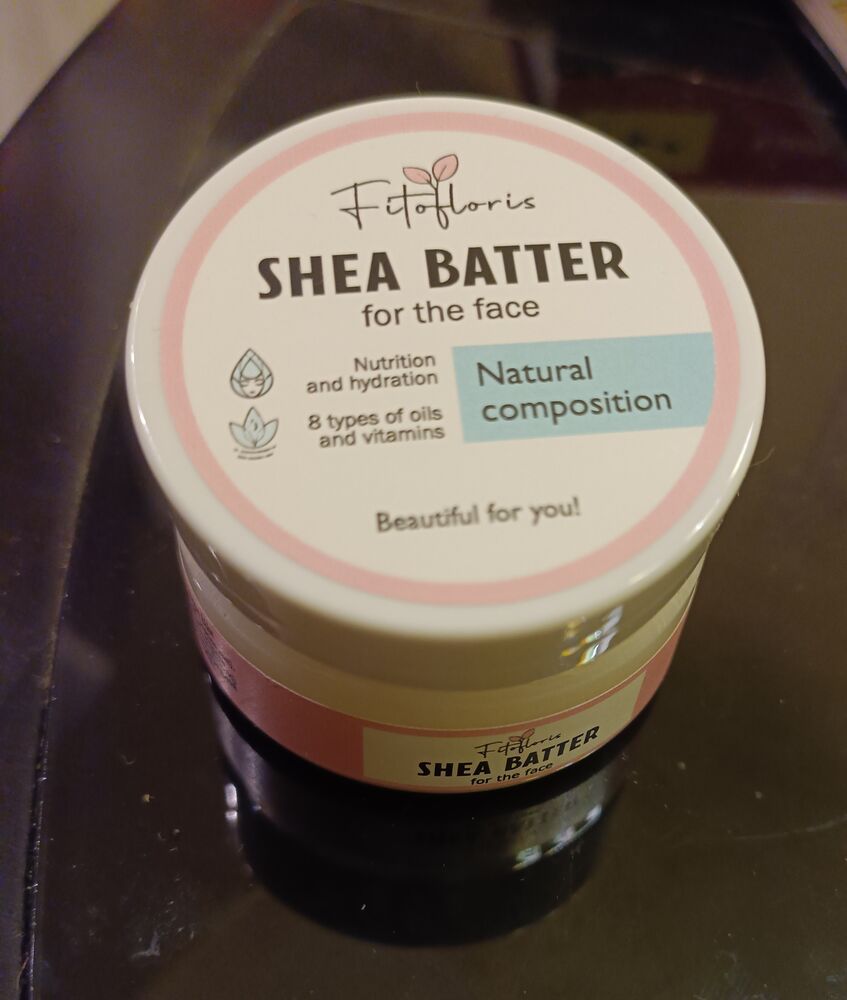 Fitofloris
SHEA BATTER
for the face
Nutrition
and hydration
8 types of oils
and vitamins
Natural
composition
Beautiful for you!
Fitofloris
SHEA BATTER
for the face